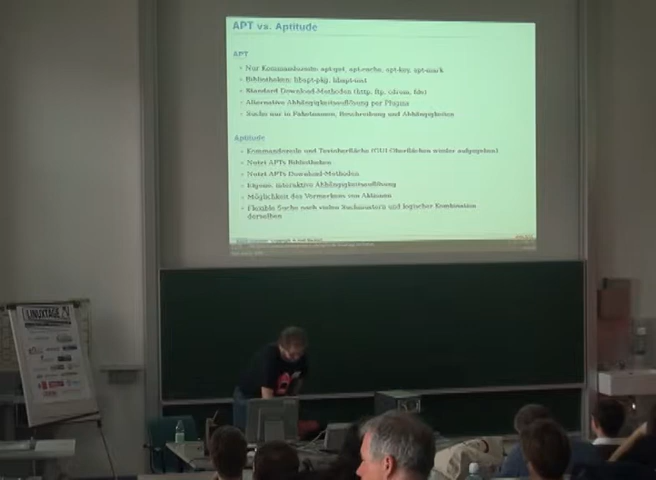 APT vs. Aptitude
APT
Nur Kommandozeile: apt-get, apt-cache, apt-key, apt-mark
Bibliotheken: libapt-pkg, libapt-inst
Standard Download-Methoden (http, ftp, cdrom, file)
Alternative Abhängigkeitsauflösung per Plugins
Suche nur in Paketnamen, Beschreibung und Abhängigkeiten
Aptitude
Kommandozeile und Textoberfläche (GUI-Oberflächen wieder aufgegeben)
Nutzt APTs Bibliotheken
Nutzt APTs Download-Methoden
Eigene, interaktive Abhängigkeitsauflösung
Möglichkeit des Vormerkens von Aktionen
Flexible Suche nach vielen Suchmustern und logischer Kombination
derselben
LINUXTAGE